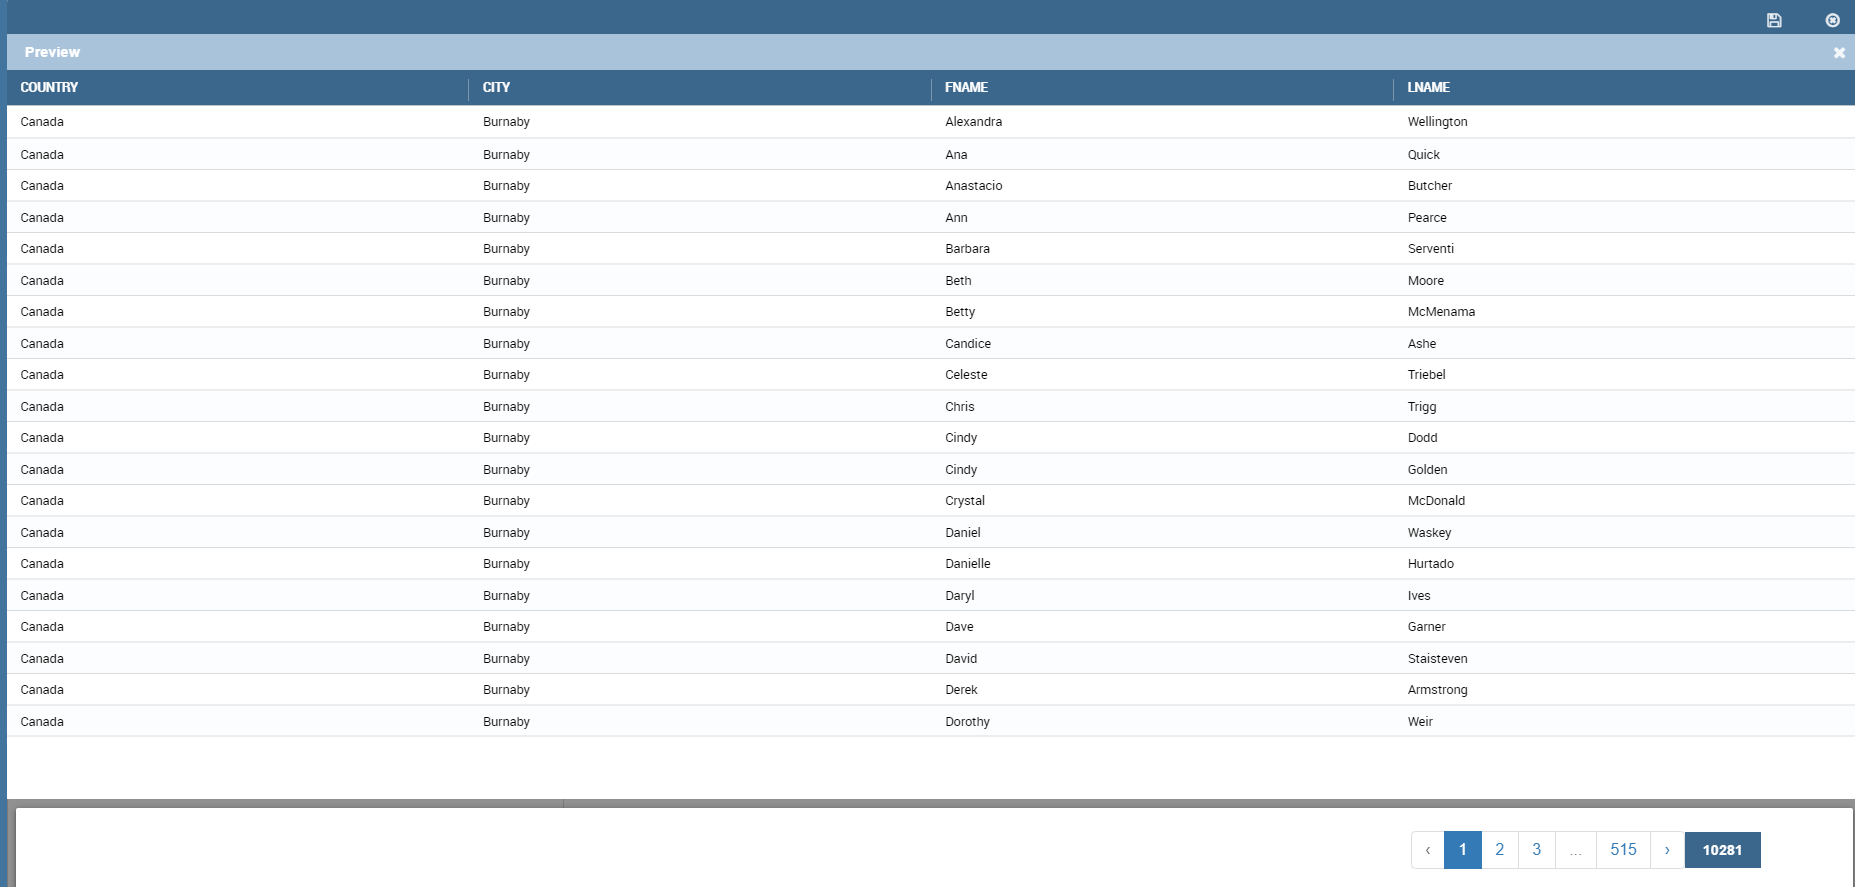 Preview
COUNTRY CITY FNAME LNAME
Canada Burnaby Alexandra Wellington
Canada Burnaby Ana Quick
Canada Burnaby Anastacio Butcher
Canada Burnaby Ann Pearce
Canada Burnaby Barbara Serventi
Canada Burnaby Beth Moore
Canada Burnaby Betty McMenama
Canada Burnaby Candice Ashe
Canada Burnaby Celeste Triebel
Canada Burnaby Chris Trigg
Canada Burnaby Cindy Dodd
Canada Burnaby Cindy Golden
Canada Burnaby Crystal McDonald
Canada Burnaby Daniel Waskey
Canada Burnaby Danielle Hurtado
Canada Burnaby Daryl Ives
Canada Burnaby Dave Garner
Canada Burnaby David Staisteven
Canada Burnaby Derek Armstrong
Canada Burnaby Dorothy Weir
‹ 1 2 3 ... 515 › 10281